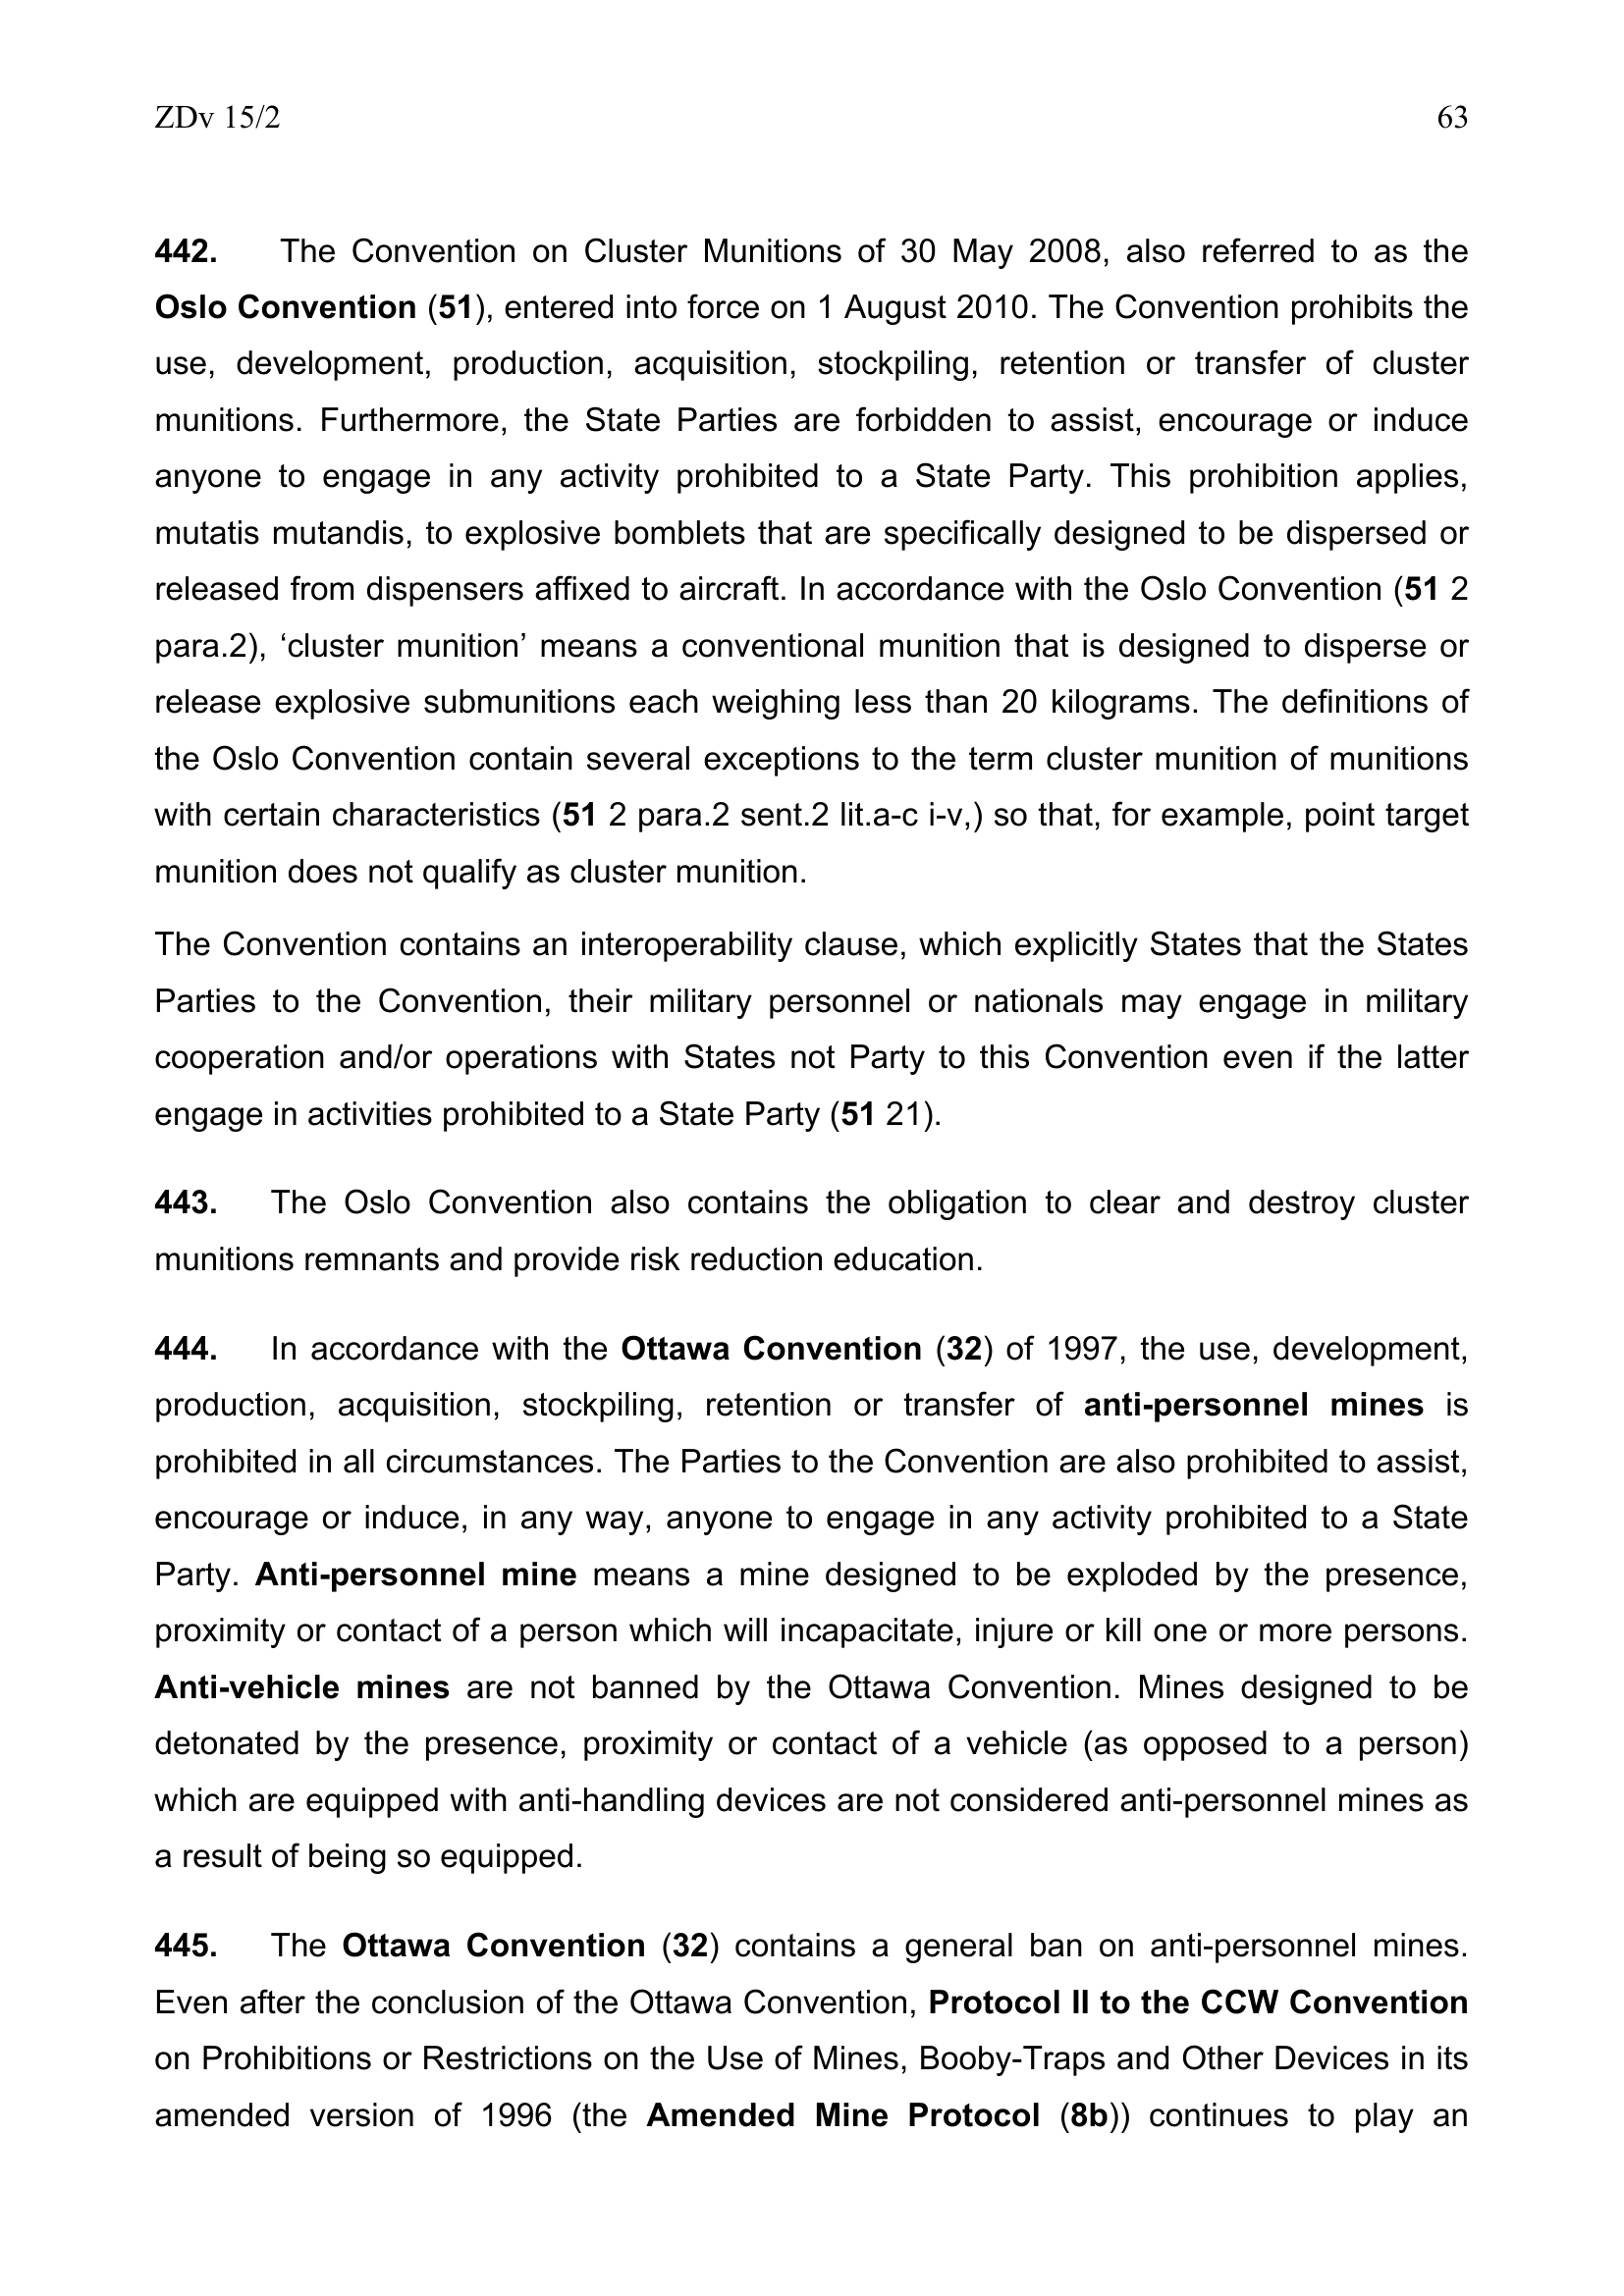 ZDv 15/2 63
442. The Convention on Cluster Munitions of 30 May 2008, also referred to as the
Oslo Convention (51), entered into force on 1 August 2010. The Convention prohibits the
use, development, production, acquisition, stockpiling, retention or transfer of cluster
munitions. Furthermore, the State Parties are forbidden to assist, encourage or induce
anyone to engage in any activity prohibited to a State Party. This prohibition applies,
mutatis mutandis, to explosive bomblets that are specifically designed to be dispersed or
released from dispensers affixed to aircraft. In accordance with the Oslo Convention (51 2
para.2), ‘cluster munition’ means a conventional munition that is designed to disperse or
release explosive submunitions each weighing less than 20 kilograms. The definitions of
the Oslo Convention contain several exceptions to the term cluster munition of munitions
with certain characteristics (51 2 para.2 sent.2 lit.a-c i-v,) so that, for example, point target
munition does not qualify as cluster munition.
The Convention contains an interoperability clause, which explicitly States that the States
Parties to the Convention, their military personnel or nationals may engage in military
cooperation and/or operations with States not Party to this Convention even if the latter
engage in activities prohibited to a State Party (51 21).
443. The Oslo Convention also contains the obligation to clear and destroy cluster
munitions remnants and provide risk reduction education.
444. In accordance with the Ottawa Convention (32) of 1997, the use, development,
production, acquisition, stockpiling, retention or transfer of anti-personnel mines is
prohibited in all circumstances. The Parties to the Convention are also prohibited to assist,
encourage or induce, in any way, anyone to engage in any activity prohibited to a State
Party. Anti-personnel mine means a mine designed to be exploded by the presence,
proximity or contact of a person which will incapacitate, injure or kill one or more persons.
Anti-vehicle mines are not banned by the Ottawa Convention. Mines designed to be
detonated by the presence, proximity or contact of a vehicle (as opposed to a person)
which are equipped with anti-handling devices are not considered anti-personnel mines as
a result of being so equipped.
445. The Ottawa Convention (32) contains a general ban on anti-personnel mines.
Even after the conclusion of the Ottawa Convention, Protocol II to the CCW Convention
on Prohibitions or Restrictions on the Use of Mines, Booby-Traps and Other Devices in its
amended version of 1996 (the Amended Mine Protocol (8b)) continues to play an